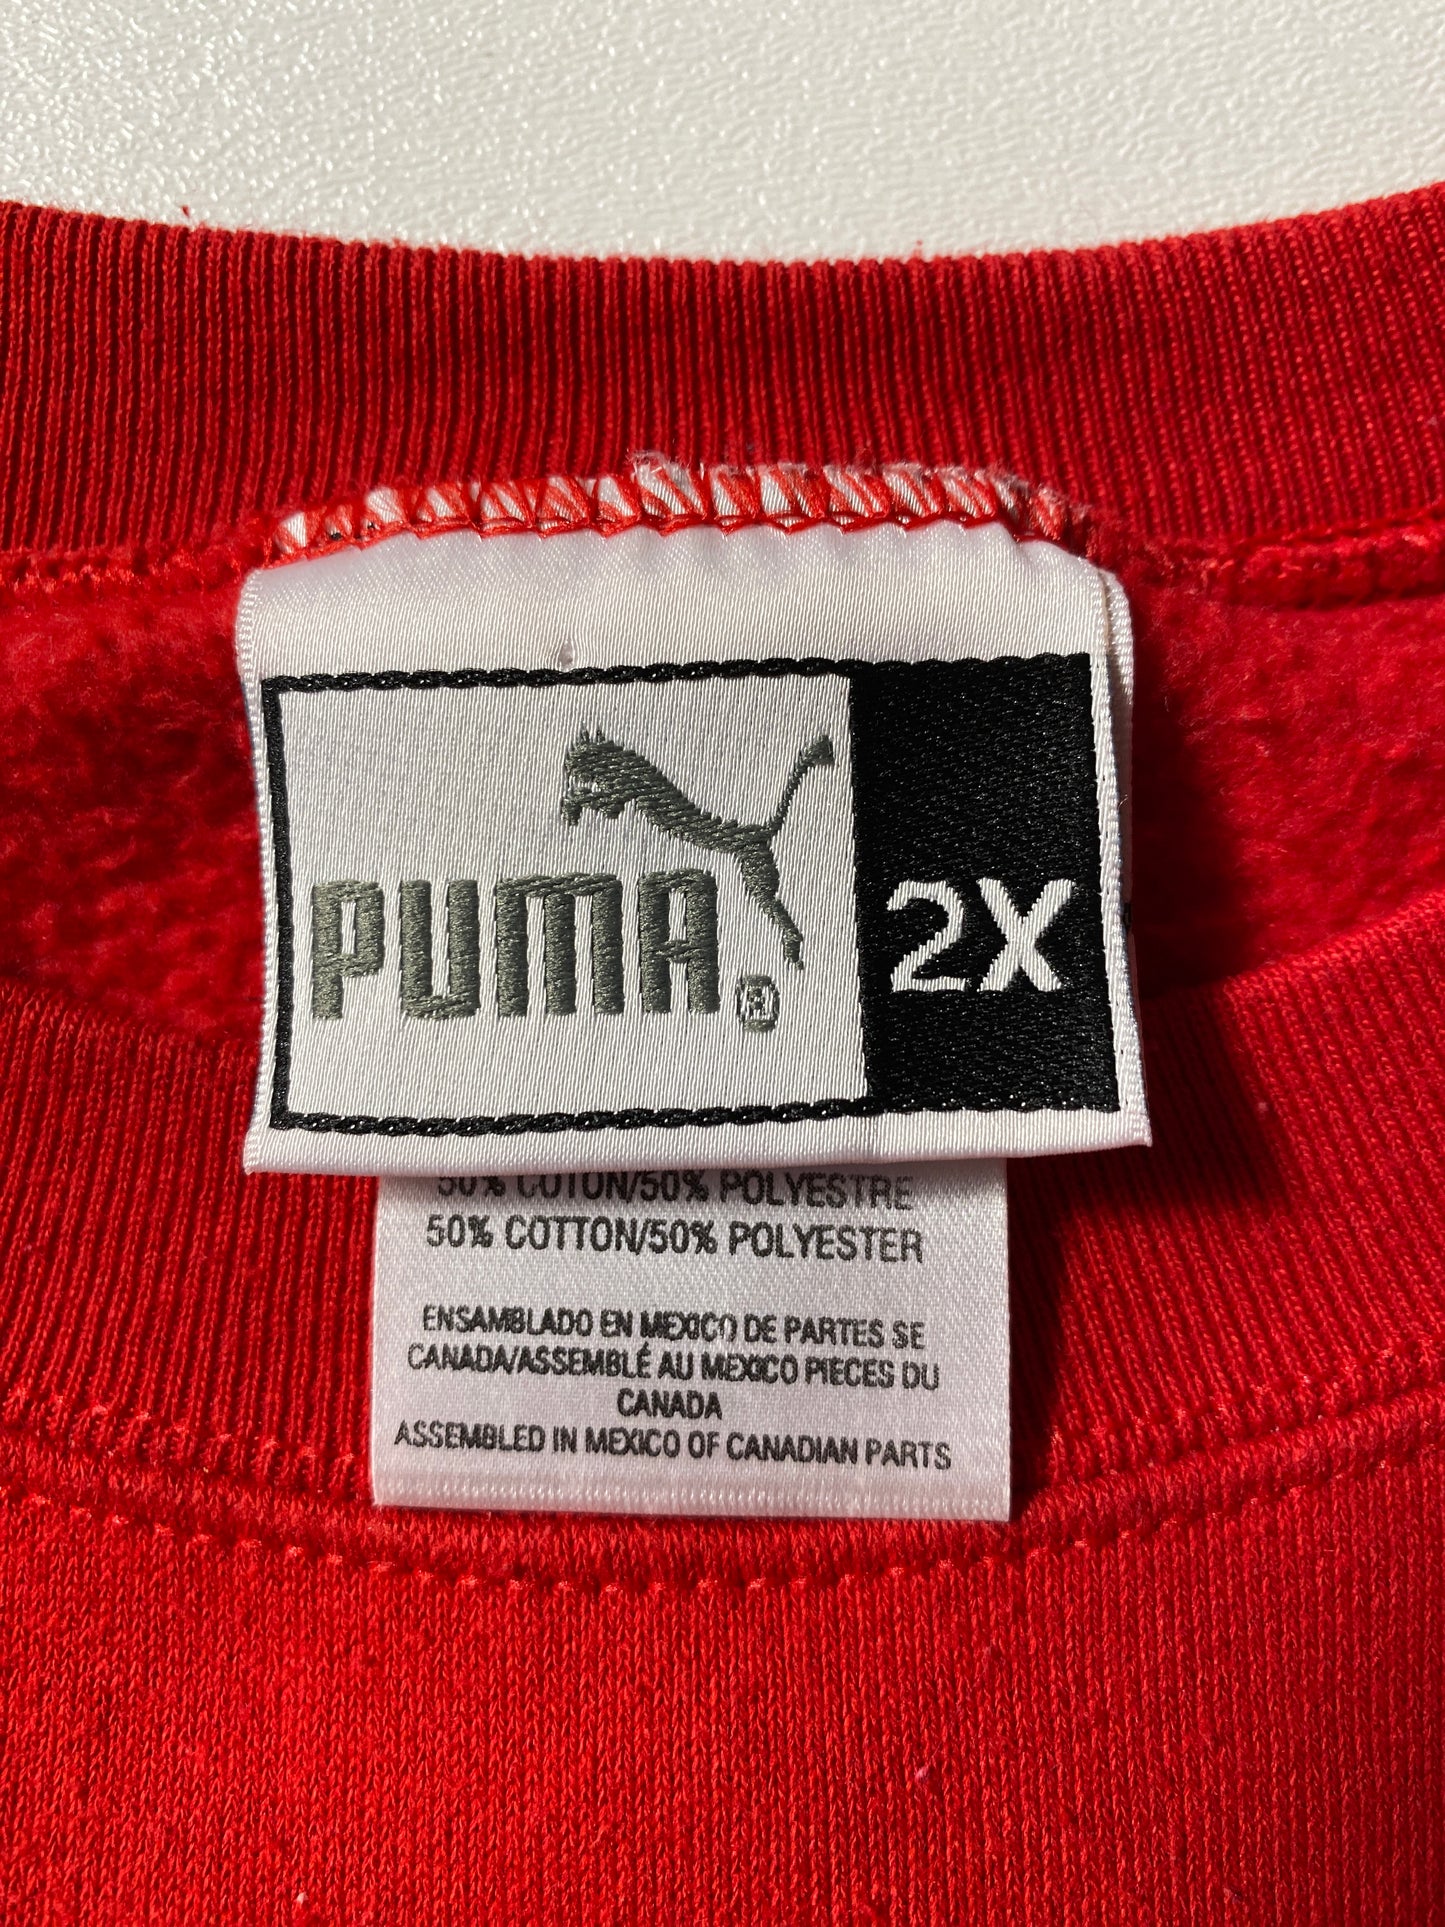 PUMA®
2X
50% COTON/50% POLYESTRE
50% COTTON/50% POLYESTER
ENSAMBLADO EN MEXICO DE PARTES SE
CANADA/ASSEMBLÉ AU MEXICO PIECES DU
CANADA
ASSEMBLED IN MEXICO OF CANADIAN PARTS